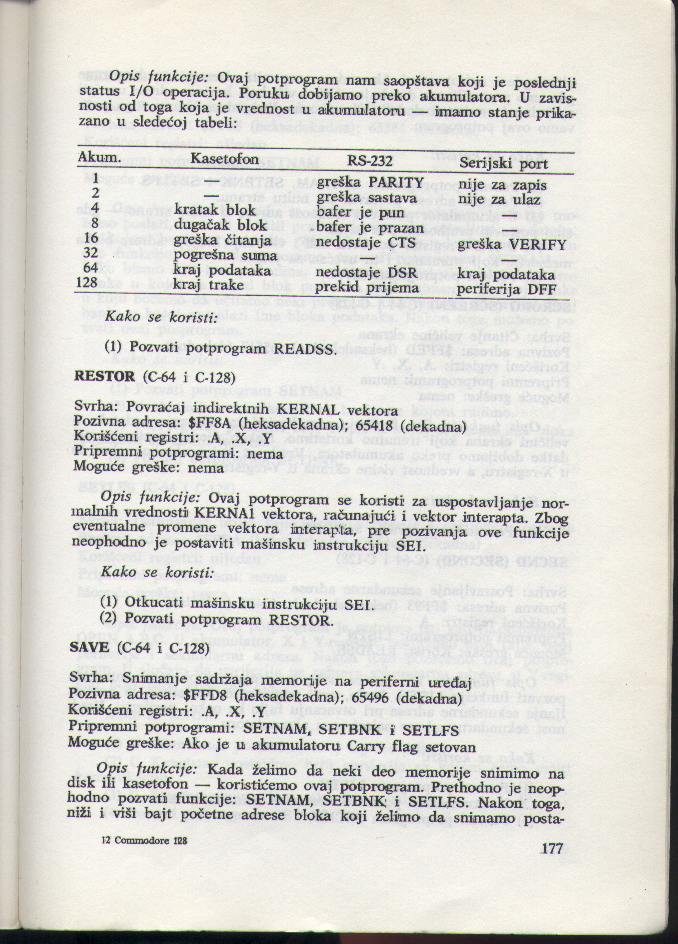 Opis funkcije: Ovaj potprogram nam saopštava koji je poslednji
status I/O operacija. Poruku dobijamo preko akumulatora. U zavis-
nosti od toga koja je vrednost u akumulatoru — imamo stanje prika-
zano u sledećoj tabeli:
Akum. Kasetofon RS-232 Serijski port
1 — greška PARITY nije za zapis
2 — greška sastava nije za ulaz
4 kratak blok bafer je pun —
8 dugačak blok bafer je prazan —
16 greška čitanja nedostaje CTS greška VERIFY
32 pogrešna suma —
64 kraj podataka nedostaje DSR kraj podataka
128 kraj trake prekid prijema periferija DFF
Kako se koristi:
(1) Pozvati potprogram READSS.
RESTOR (C-64 i C-128)
Svrha: Povraćaj indirektnih KERNAL vektora
Pozivna adresa: $FF8A (heksadekadna); 65418 (dekadna)
Korišćeni registri: .A, .X, .Y
Pripremni potprogrami: nema
Moguće greške: nema
Opis funkcije: Ovaj potprogram se koristi za uspostavljanje nor-
malnih vrednosti KERNA1 vektora, računajući i vektor interapta. Zbog
eventualne promene vektora interapta, pre pozivanja ove funkcije
neophodno je postaviti mašinsku instrukciju SEI.
Kako se koristi:
(1) Otkucati mašinsku instrukciju SEI.
(2) Pozvati potprogram RESTOR.
SAVE (C-64 i C-128)
Svrha: Snimanje sadržaja memorije na periferni uređaj
Pozivna adresa: $FFD8 (heksadekadna); 65496 (dekadna)
Korišćeni registri: .A, .X, .Y
Pripremni potprogrami: SETNAM, SETBNK i SETLFS
Moguće greške: Ako je u akumulatoru Carry flag setovan
Opis funkcije: Kada želimo da neki deo memorije snimimo na
disk ili kasetofon — koristićemo ovaj potprogram. Prethodno je neop-
hodno pozvati funkcije: SETNAM, SETBNK i SETLFS. Nakon toga,
niži i viši bajt početne adrese bloka koji želimo da snimamo posta-
12 Commodore 128
177